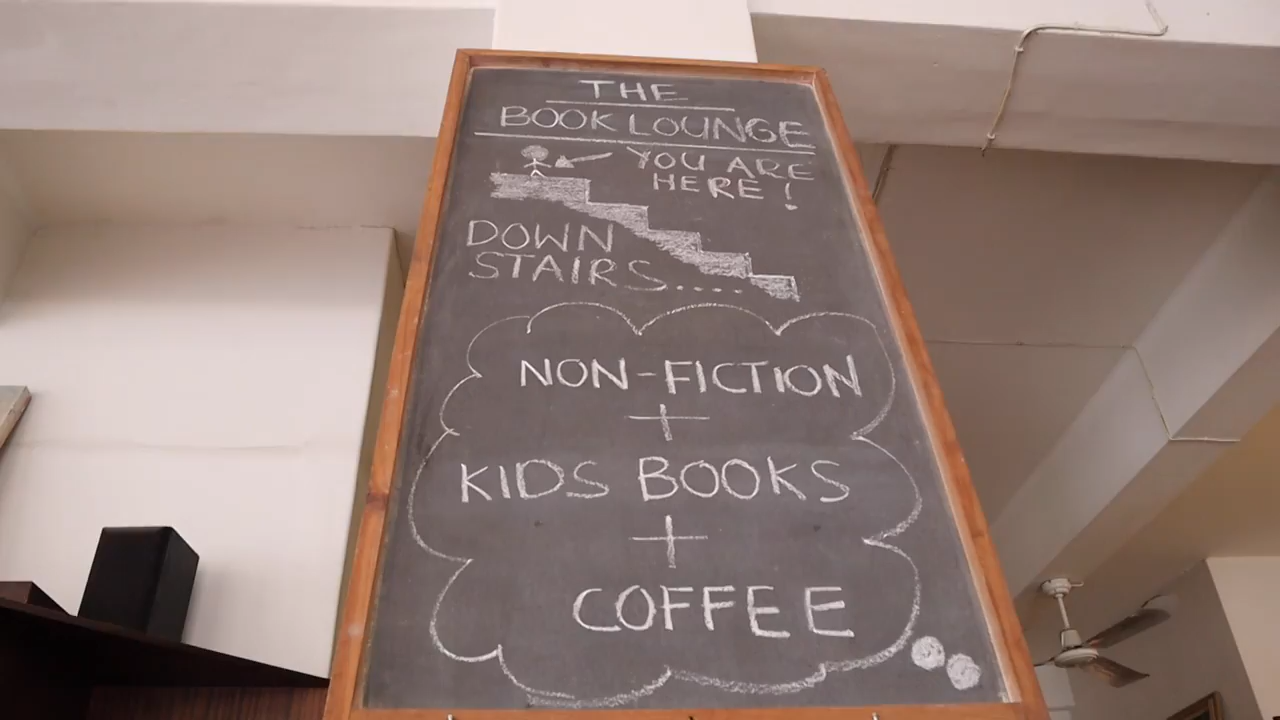 THE
BOOK LOUNGE
YOU ARE
HERE!
DOWN
STAIRS.....
NON-FICTION
+
KIDS BOOKS
+
COFFEE